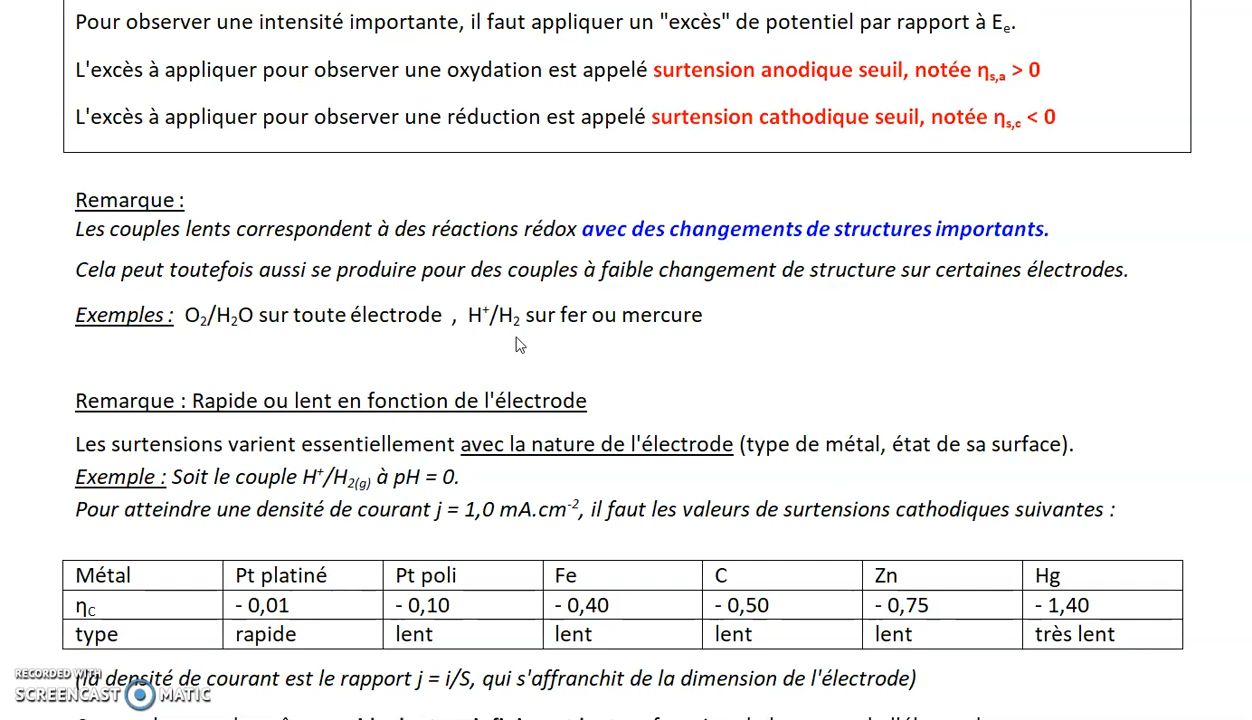 Pour observer une intensité importante, il faut appliquer un "excès" de potentiel par rapport à Ee.
L'excès à appliquer pour observer une oxydation est appelé surtension anodique seuil, notée ηs,a > 0
L'excès à appliquer pour observer une réduction est appelé surtension cathodique seuil, notée ηs,c < 0
Remarque :
Les couples lents correspondent à des réactions rédox avec des changements de structures importants.
Cela peut toutefois aussi se produire pour des couples à faible changement de structure sur certaines électrodes.
Exemples : O2/H2O sur toute électrode , H+/H2 sur fer ou mercure
Remarque : Rapide ou lent en fonction de l'électrode
Les surtensions varient essentiellement avec la nature de l'électrode (type de métal, état de sa surface).
Exemple : Soit le couple H+/H2(g) à pH = 0.
Pour atteindre une densité de courant j = 1,0 mA.cm-2, il faut les valeurs de surtensions cathodiques suivantes :
Métal Pt platiné Pt poli Fe C Zn Hg
ηC - 0,01 - 0,10 - 0,40 - 0,50 - 0,75 - 1,40
type rapide lent lent lent lent très lent
(la densité de courant est le rapport j = i/S, qui s'affranchit de la dimension de l'électrode)
RECORDED WITH
SCREENCAST MATIC